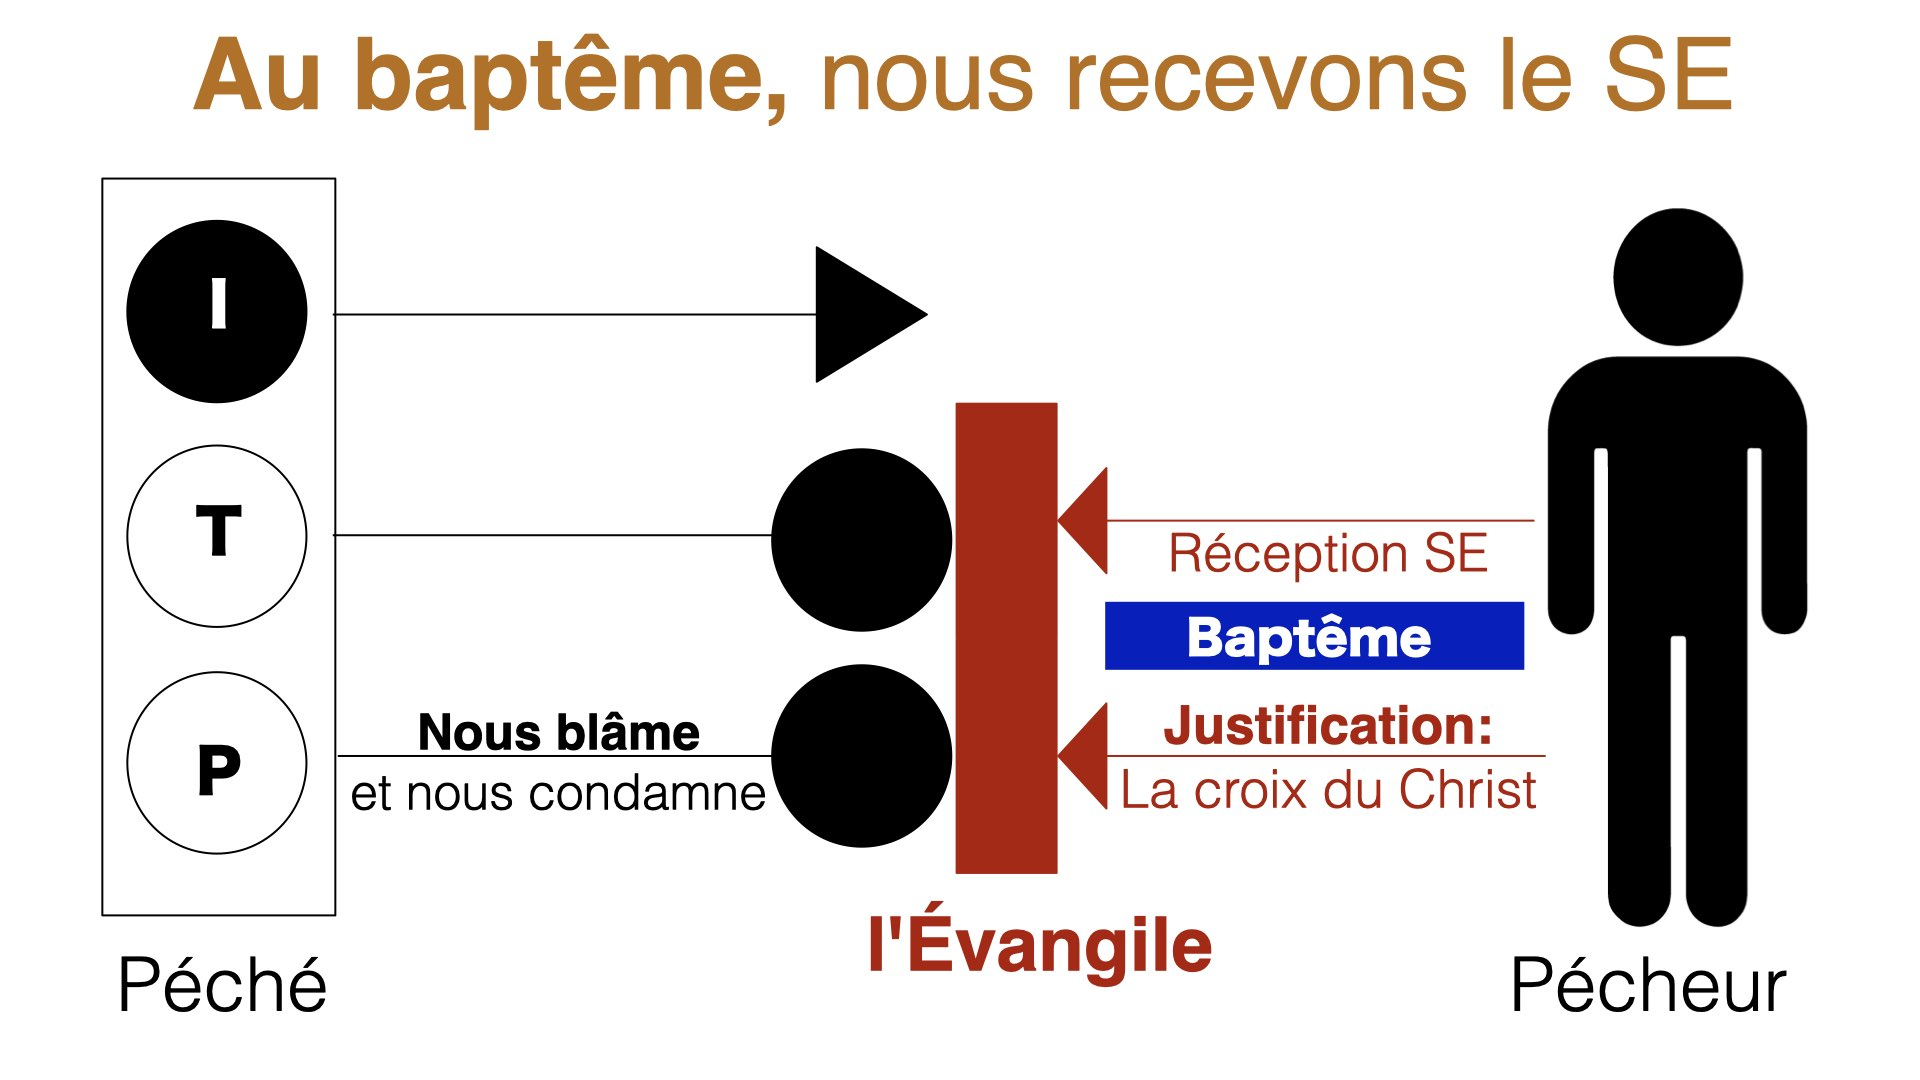 Au baptême, nous recevons le SE
I
T
Réception SE
Baptême
P
Nous blâme
et nous condamne
Justification:
La croix du Christ
l'Évangile
Péché
Pécheur